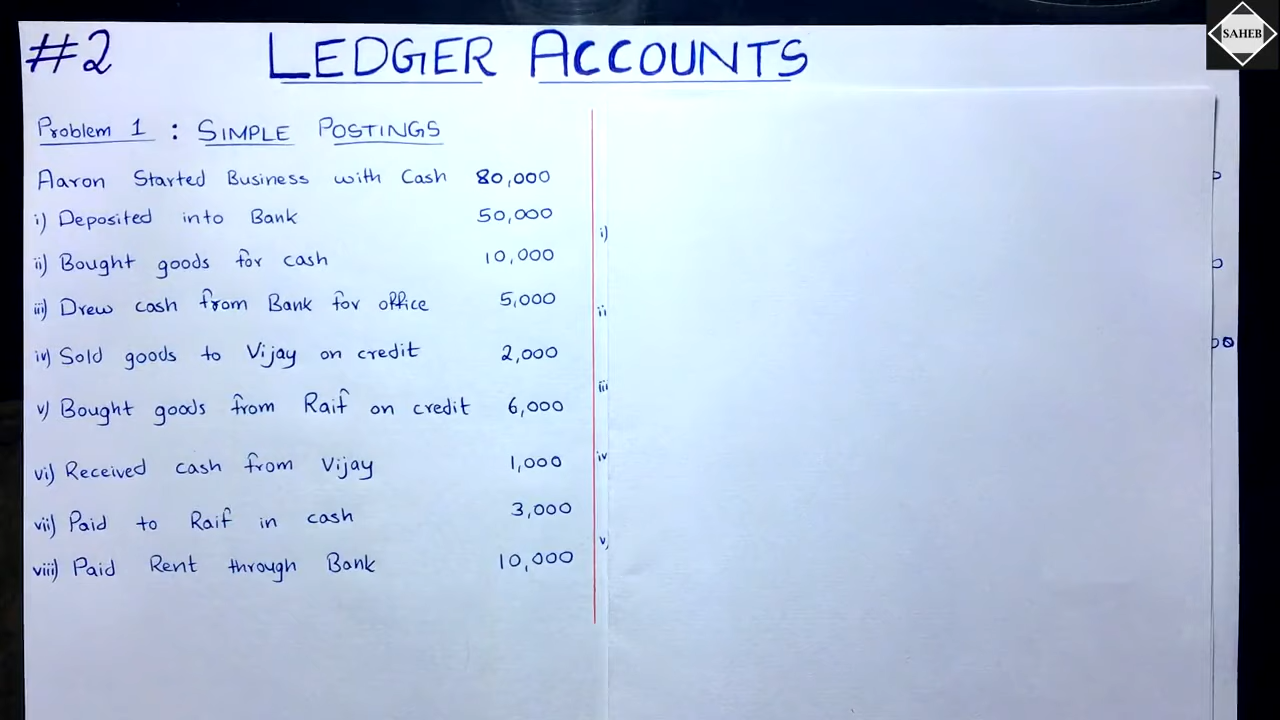 SAHEB
#2 LEDGER ACCOUNTS
Problem 1 : SIMPLE POSTINGS
Aaron Started Business with Cash 80,000
i) Deposited into Bank 50,000
ii) Bought goods for cash 10,000
iii) Drew cash from Bank for office 5,000
iv) Sold goods to Vijay on credit 2,000
v) Bought goods from Raif on credit 6,000
vi) Received cash from Vijay 1,000
vii) Paid to Raif in cash 3,000
viii) Paid Rent through Bank 10,000
i)
ii
iii
iv
v)